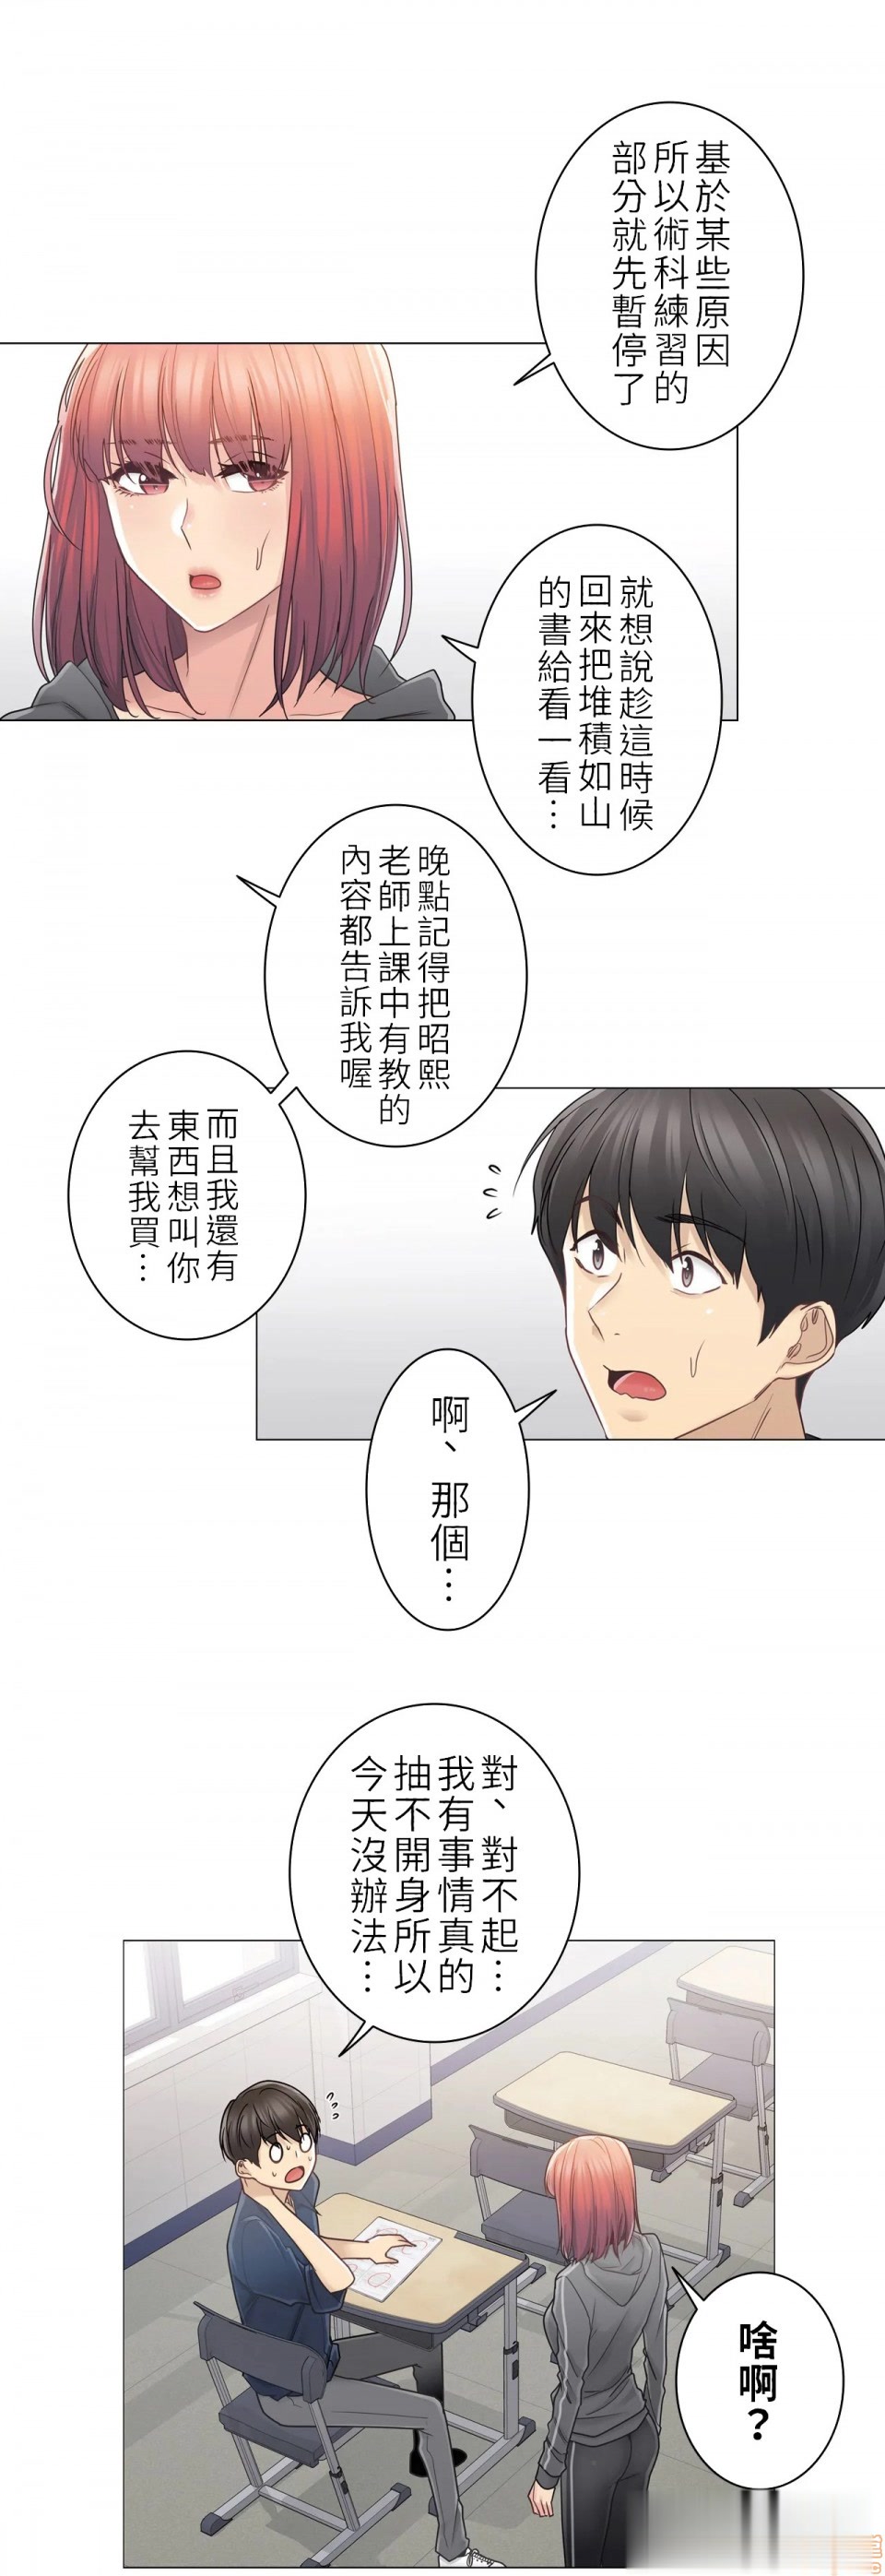 基於某些原因
所以術科練習的
部分就先暫停了
就想說趁這時候
回來把堆積如山
的書給看一看…
晚點記得把昭熙
老師上課中有教的
內容都告訴我喔
而且我還有
東西想叫你
去幫我買…
啊、那個…
對、對不起…
我有事情真的
抽不開身所以
今天沒辦法…
啥啊？